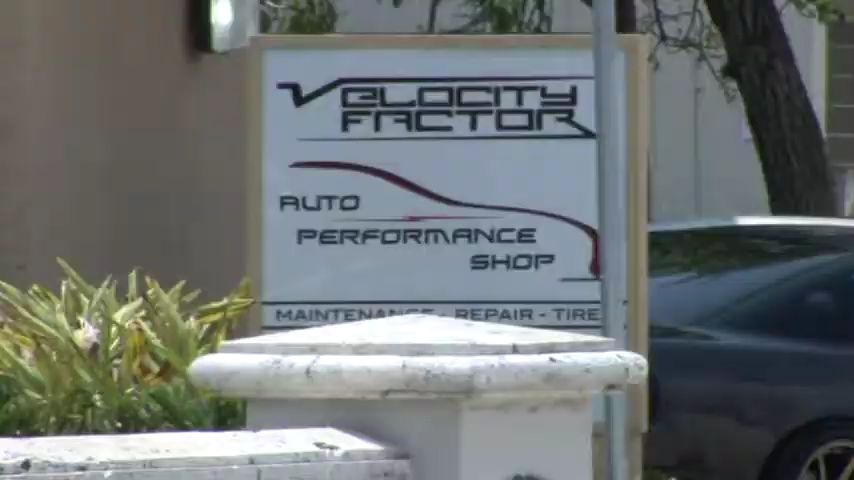 VELOCITY
FACTOR
AUTO
PERFORMANCE
SHOP
MAINTENANCE - REPAIR - TIRE